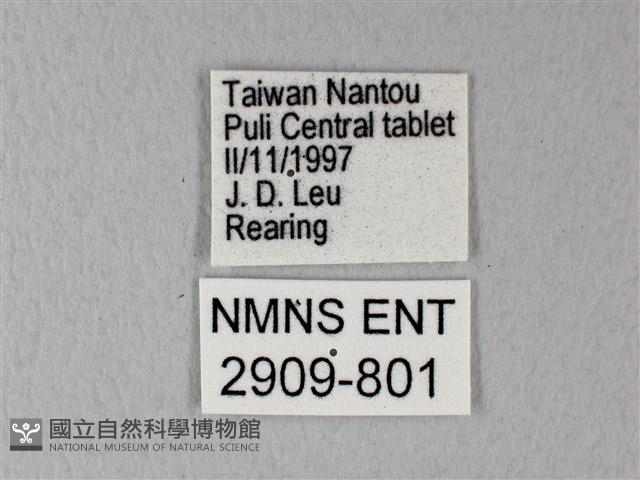 Taiwan Nantou
Puli Central tablet
II/11/1997
J. D. Leu
Rearing
NMNS ENT
2909-801
國立自然科學博物館
NATIONAL MUSEUM OF NATURAL SCIENCE